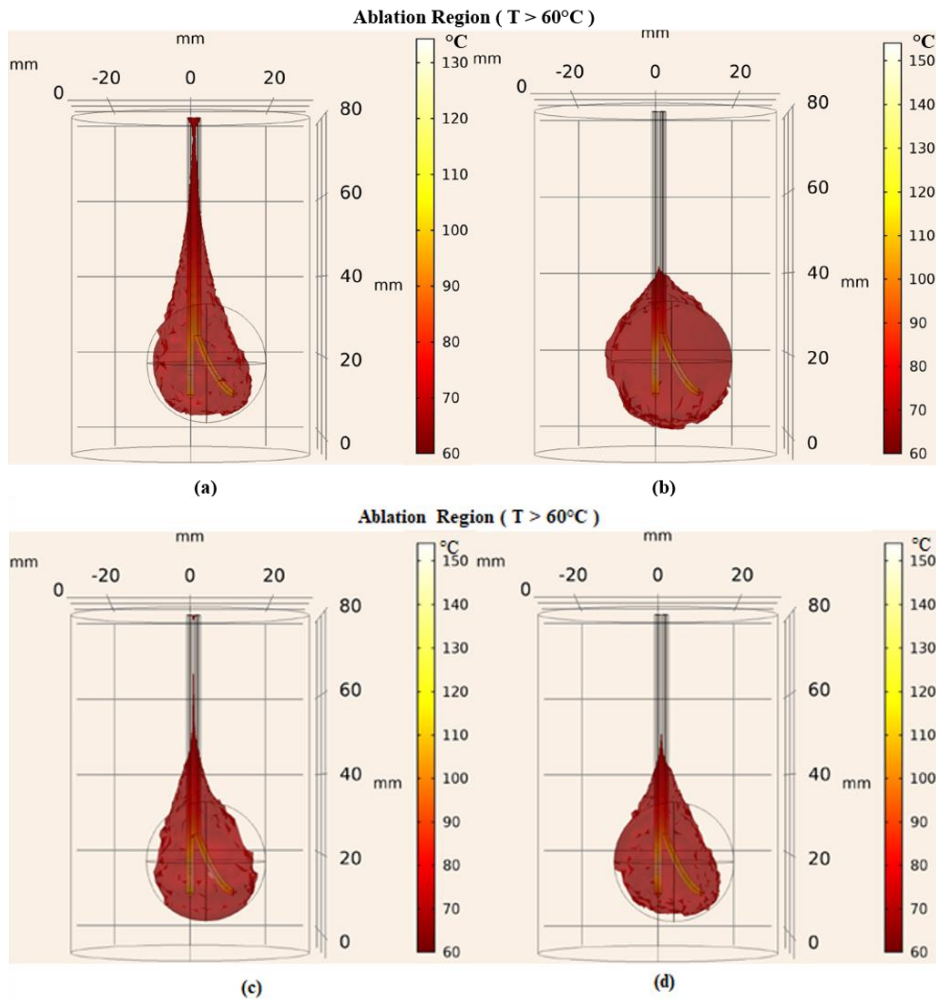 Ablation Region ( T > 60°C )
mm °C mm
mm mm
-20 0 20 -20 0 20
0 0
80 80
130 150
120 140
110 130
60 60
120
100 110
40 mm 40 mm
90 100
80 90
20 20
80
70 70
0 0
60 60
(a) (b)
Ablation Region ( T > 60°C )
mm °C mm °C
mm mm
-20 0 20 -20 0 20
0 0
80 80
150 150
140 140
130 130
60 60
120 120
110 110
40 mm 40 mm
100 100
90 90
20 20
80 80
70 70
0 0
60 60
(c) (d)